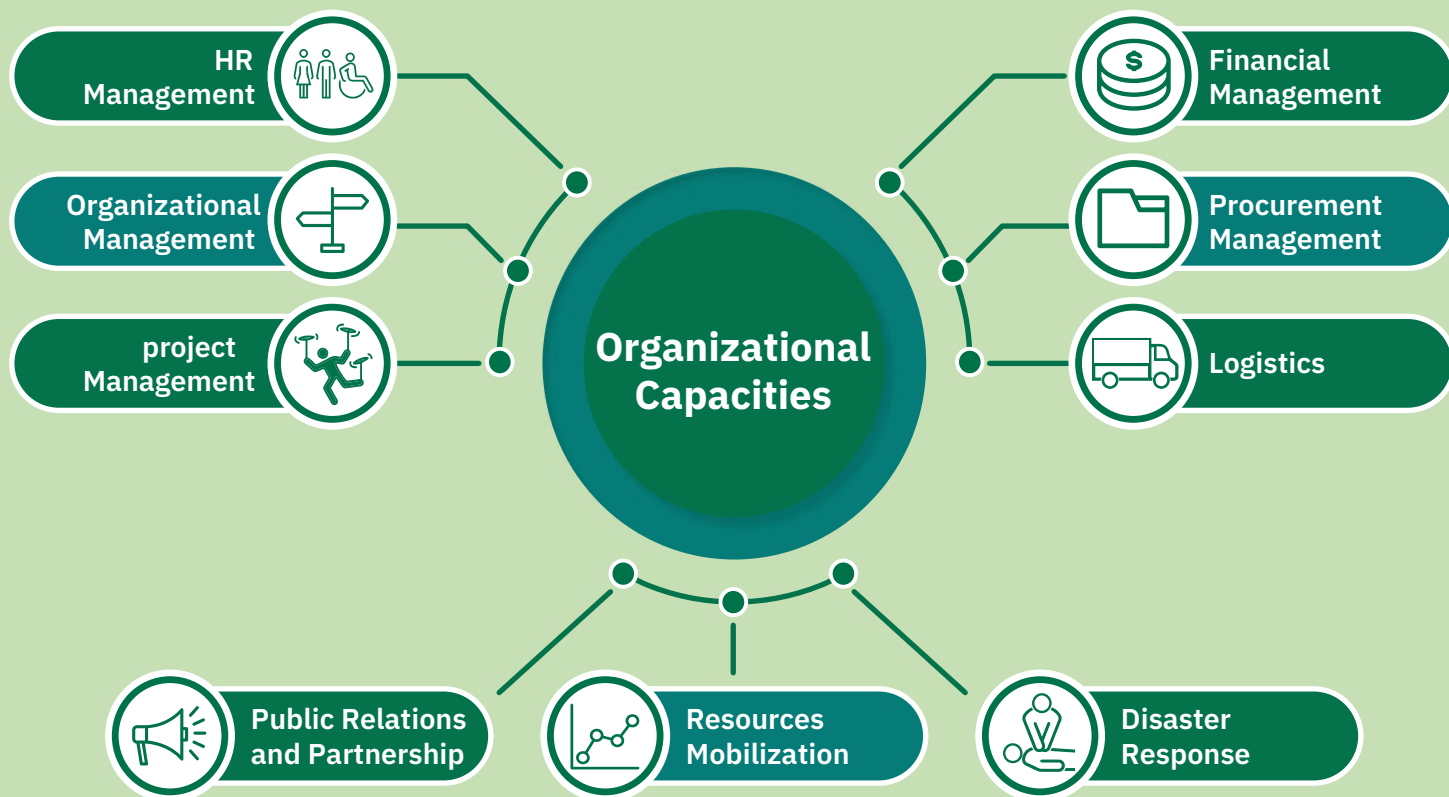 HR
Management
Organizational
Management
project
Management
Financial
Management
Procurement
Management
Logistics
Organizational
Capacities
Public Relations
and Partnership
Resources
Mobilization
Disaster
Response
$